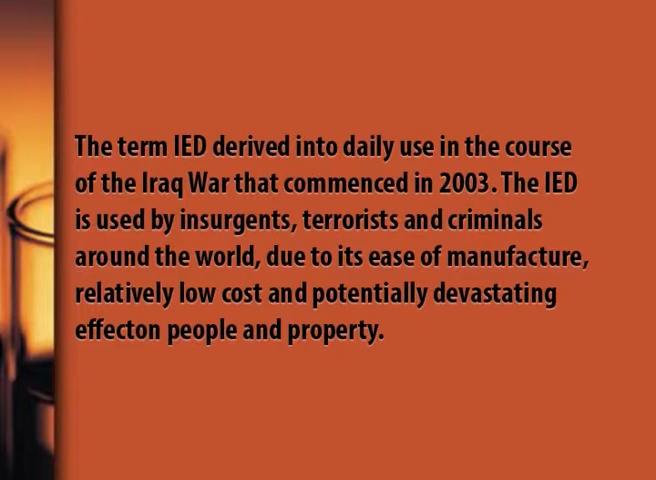 The term IED derived into daily use in the course
of the Iraq War that commenced in 2003. The IED
is used by insurgents, terrorists and criminals
around the world, due to its ease of manufacture,
relatively low cost and potentially devastating
effecton people and property.